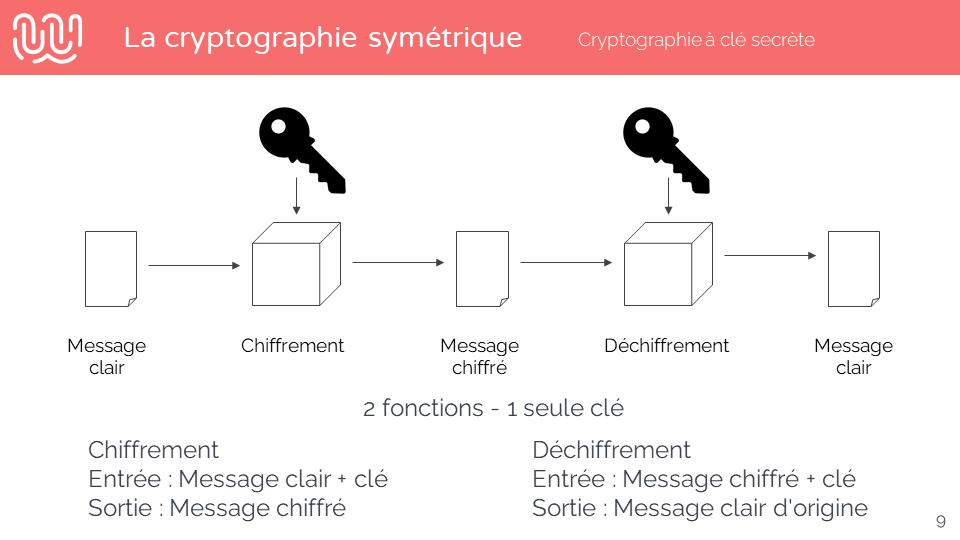 La cryptographie symétrique
Cryptographie à clé secrète
Message
clair
Chiffrement
Message
chiffré
Déchiffrement
Message
clair
2 fonctions - 1 seule clé
Chiffrement
Entrée : Message clair + clé
Sortie : Message chiffré
Déchiffrement
Entrée : Message chiffré + clé
Sortie : Message clair d'origine
9